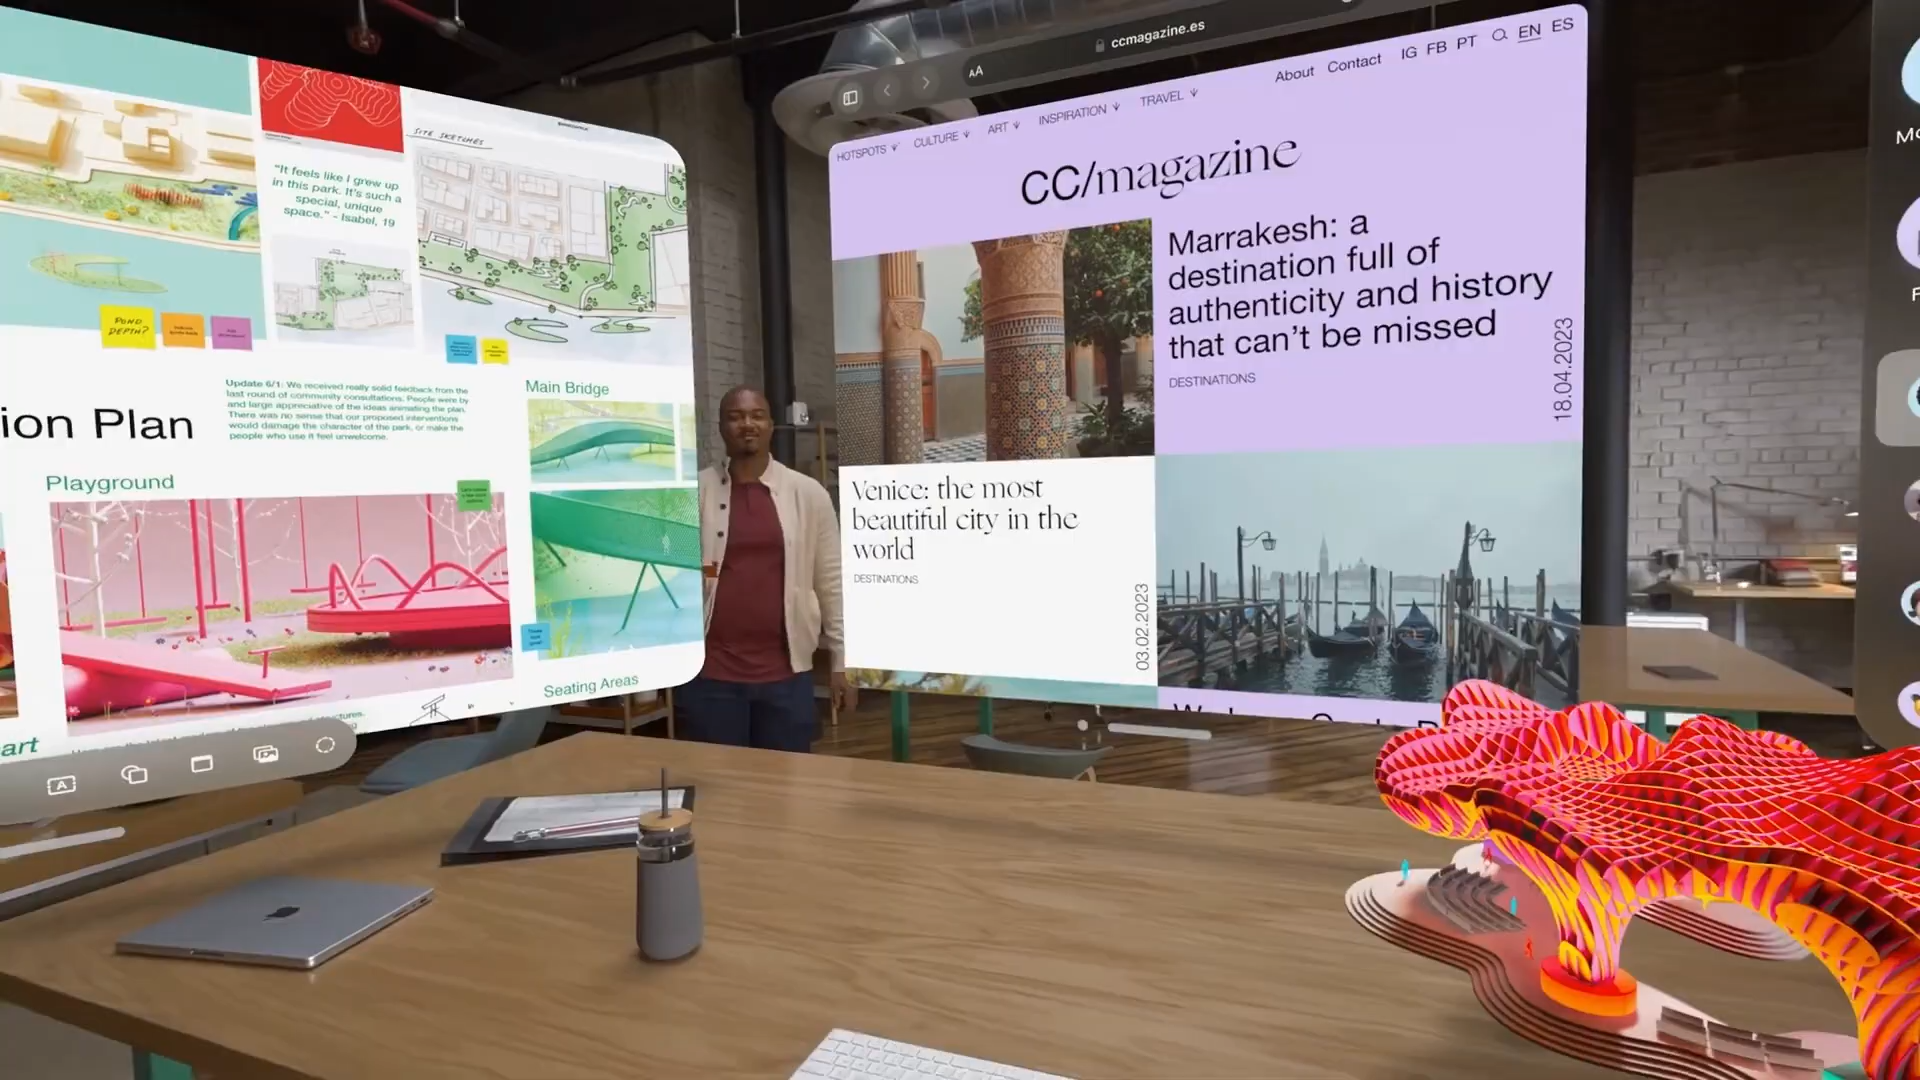 SITE SKETCHES
"It feels like I grew up
in this park. It's such a
special, unique
space." - Isabel, 19
POND
DEPTH?
Update 6/1: We received really solid feedback from the
last round of community consultations. People were by
and large appreciative of the ideas animating the plan.
There was no sense that our proposed interventions
would damage the character of the park, or make the
people who use it feel unwelcome.
ion Plan
Main Bridge
Playground
Seating Areas
art
A
ccmagazine.es
AA
About Contact IG FB PT EN ES
HOTSPOTS CULTURE ART INSPIRATION TRAVEL
CC/magazine
Marrakesh: a
destination full of
authenticity and history
that can't be missed
DESTINATIONS
18.04.2023
Venice: the most
beautiful city in the
world
DESTINATIONS
03.02.2023